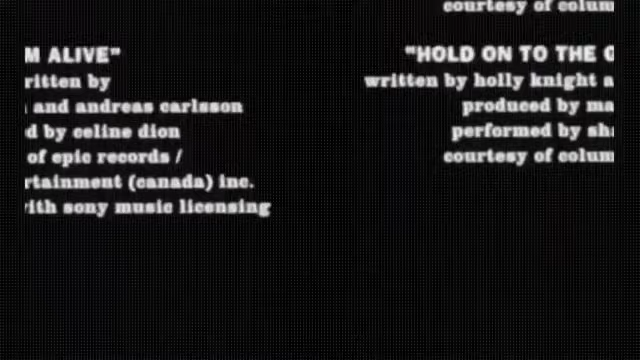 courtesy of colum
M ALIVE"
ritten by
and andreas carlsson
d by celine dion
of epic records /
rtainment (canada) inc.
ith sony music licensing
"HOLD ON TO THE
written by holly knight a
produced by ma
performed by sha
courtesy of colum